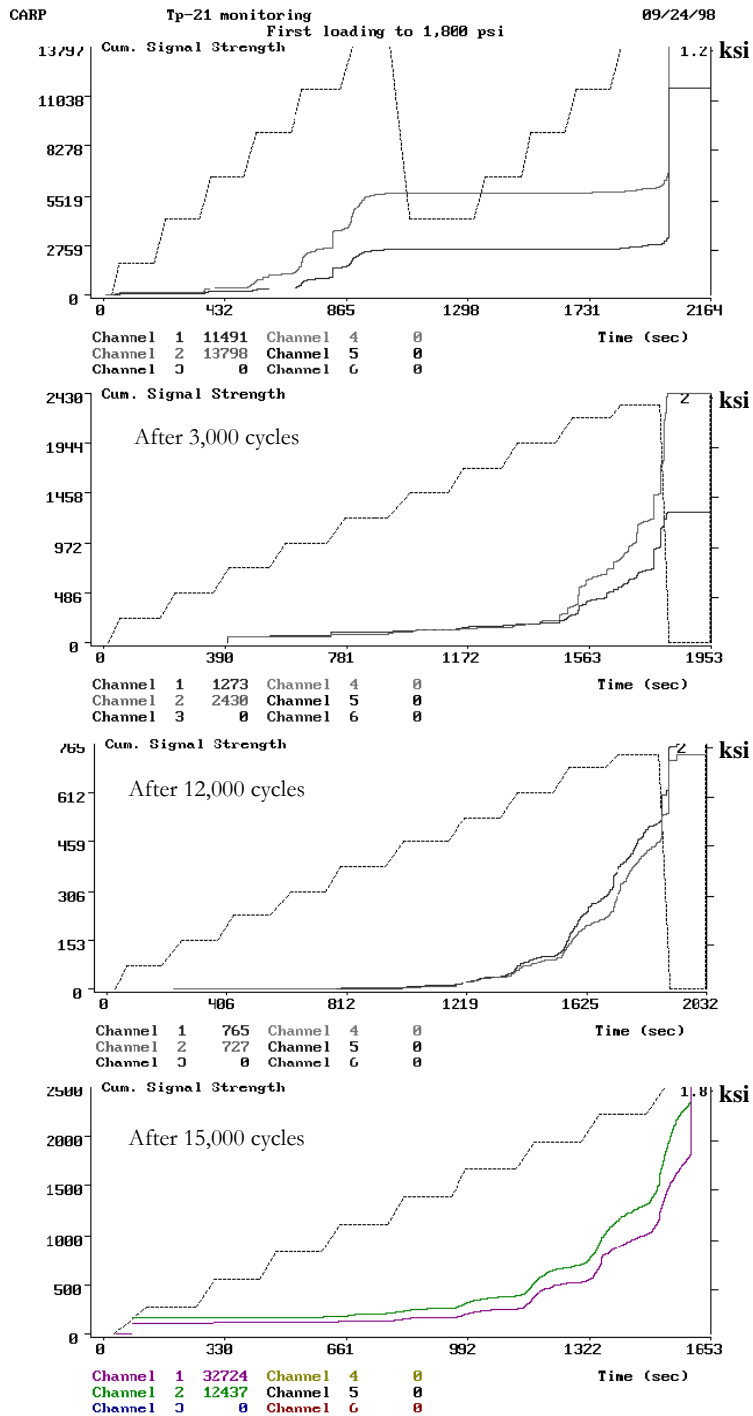 CARP Tp-21 monitoring 09/24/98
First loading to 1,800 psi
13797 Cum. Signal Strength 1.2 ksi
11038
8278
5519
2759
0
0 432 865 1298 1731 2164
Channel 1 11491 Channel 4 0 Time (sec)
Channel 2 13798 Channel 5 0
Channel 3 0 Channel 6 0
2430 Cum. Signal Strength 2 ksi
1944 After 3,000 cycles
1458
972
486
0
0 390 781 1172 1563 1953
Channel 1 1273 Channel 4 0 Time (sec)
Channel 2 2430 Channel 5 0
Channel 3 0 Channel 6 0
765 Cum. Signal Strength 2 ksi
612 After 12,000 cycles
459
306
153
0
0 406 812 1219 1625 2032
Channel 1 765 Channel 4 0 Time (sec)
Channel 2 727 Channel 5 0
Channel 3 0 Channel 6 0
2500 Cum. Signal Strength 1.8 ksi
2000 After 15,000 cycles
1500
1000
500
0
0 330 661 992 1322 1653
Channel 1 32724 Channel 4 0 Time (sec)
Channel 2 12437 Channel 5 0
Channel 3 0 Channel 6 0